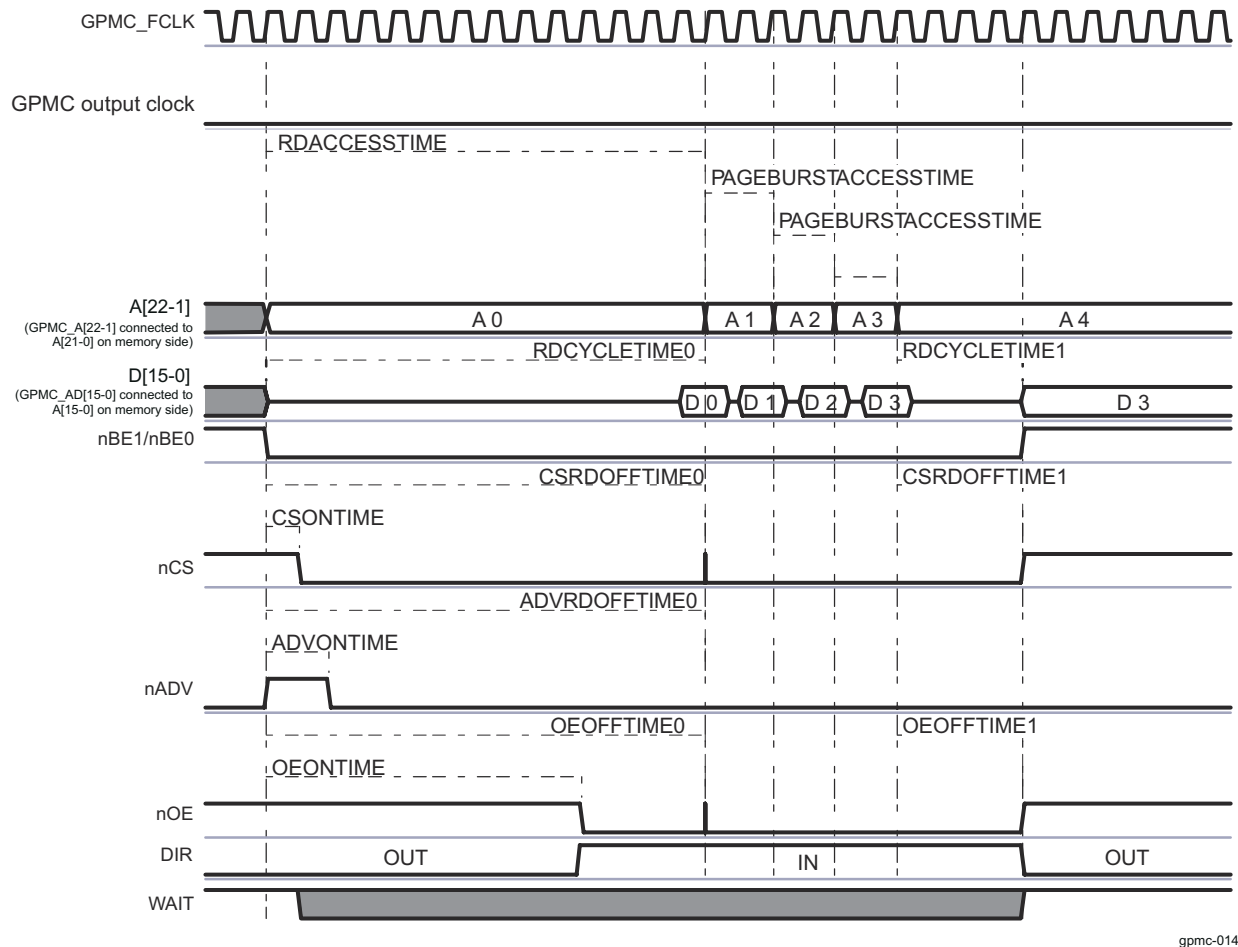 GPMC_FCLK
GPMC output clock
RDACCESSTIME
PAGEBURSTACCESSTIME
PAGEBURSTACCESSTIME
A[22-1]
(GPMC_A[22-1] connected to
A[21-0] on memory side)
A 0 A 1 A 2 A 3 A 4
RDCYCLETIME0 RDCYCLETIME1
D[15-0]
(GPMC_AD[15-0] connected to
A[15-0] on memory side)
D 0 D 1 D 2 D 3 D 3
nBE1/nBE0
CSRDOFFTIME0 CSRDOFFTIME1
CSONTIME
nCS
ADVRDOFFTIME0
ADVONTIME
nADV
OEOFFTIME0 OEOFFTIME1
OEONTIME
nOE
DIR OUT IN OUT
WAIT
gpmc-014